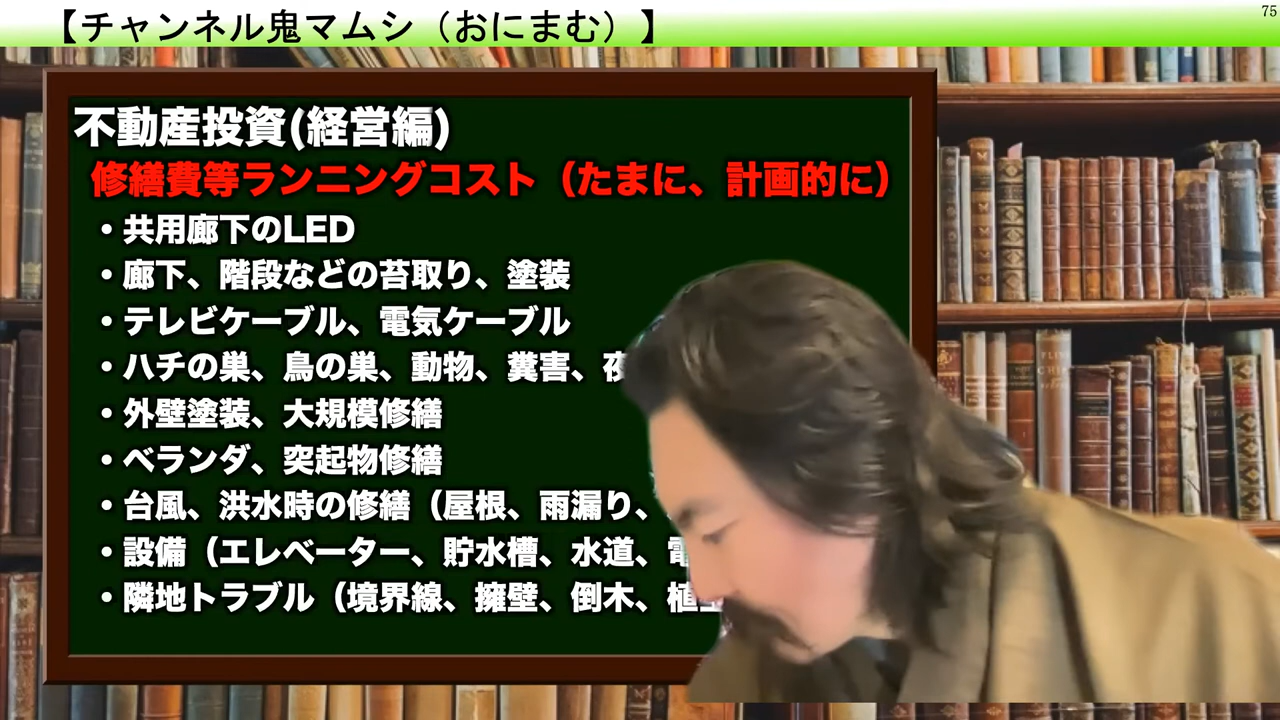 【チャンネル鬼マムシ（おにまむ）】
75
不動産投資(経営編)
修繕費等ランニングコスト（たまに、計画的に）
・共用廊下のLED
・廊下、階段などの苔取り、塗装
・テレビケーブル、電気ケーブル
・ハチの巣、鳥の巣、動物、糞害、
・外壁塗装、大規模修繕
・ベランダ、突起物修繕
・台風、洪水時の修繕（屋根、雨漏り、
・設備（エレベーター、貯水槽、水道、
・隣地トラブル（境界線、擁壁、倒木、